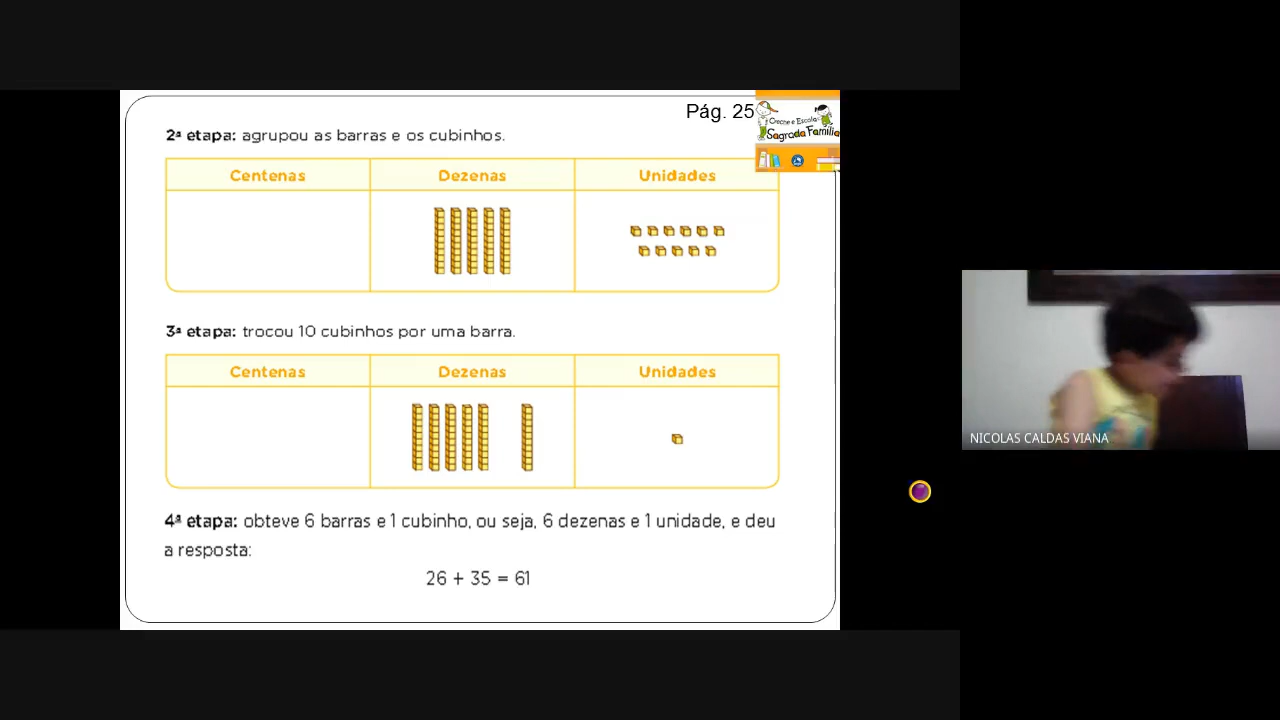 Pág. 25
Creche e Escola
Sagrada Família
2ª etapa: agrupou as barras e os cubinhos.
Centenas Dezenas Unidades
3ª etapa: trocou 10 cubinhos por uma barra.
Centenas Dezenas Unidades
4ª etapa: obteve 6 barras e 1 cubinho, ou seja, 6 dezenas e 1 unidade, e deu
a resposta:
26 + 35 = 61
NICOLAS CALDAS VIANA